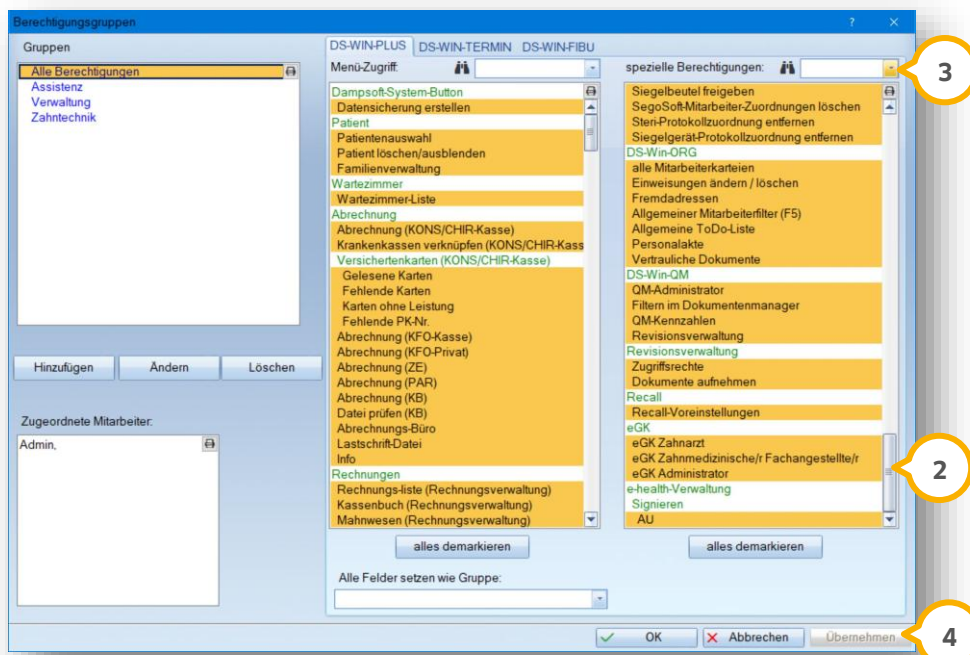 Berechtigungsgruppen
?
Gruppen
Alle Berechtigungen
Assistenz
Verwaltung
Zahntechnik
Hinzufügen
Ändern
Löschen
Zugeordnete Mitarbeiter:
Admin,
DS-WIN-PLUS
DS-WIN-TERMIN
DS-WIN-FIBU
Menü-Zugriff:
Dampsoft-System-Button
Datensicherung erstellen
Patient
Patientenauswahl
Patient löschen/ausblenden
Familienverwaltung
Wartezimmer
Wartezimmer-Liste
Abrechnung
Abrechnung (KONS/CHIR-Kasse)
Krankenkassen verknüpfen (KONS/CHIR-Kass
Versichertenkarten (KONS/CHIR-Kasse)
Gelesene Karten
Fehlende Karten
Karten ohne Leistung
Fehlende PK-Nr.
Abrechnung (KFO-Kasse)
Abrechnung (KFO-Privat)
Abrechnung (ZE)
Abrechnung (PAR)
Abrechnung (KB)
Datei prüfen (KB)
Abrechnungs-Büro
Lastschrift-Datei
Info
Rechnungen
Rechnungs-liste (Rechnungsverwaltung)
Kassenbuch (Rechnungsverwaltung)
Mahnwesen (Rechnungsverwaltung)
alles demarkieren
Alle Felder setzen wie Gruppe:
spezielle Berechtigungen:
3
Siegelbeutel freigeben
SegoSoft-Mitarbeiter-Zuordnungen löschen
Steri-Protokollzuordnung entfernen
Siegelgerät-Protokollzuordnung entfernen
DS-Win-ORG
alle Mitarbeiterkarteien
Einweisungen ändern / löschen
Fremdadressen
Allgemeiner Mitarbeiterfilter (F5)
Allgemeine ToDo-Liste
Personalakte
Vertrauliche Dokumente
DS-Win-QM
QM-Administrator
Filtern im Dokumentenmanager
QM-Kennzahlen
Revisionsverwaltung
Revisionsverwaltung
Zugriffsrechte
Dokumente aufnehmen
Recall
Recall-Voreinstellungen
eGK
eGK Zahnarzt
eGK Zahnmedizinische/r Fachangestellte/r
eGK Administrator
e-health-Verwaltung
Signieren
AU
2
alles demarkieren
OK
Abbrechen
Übernehmen
4